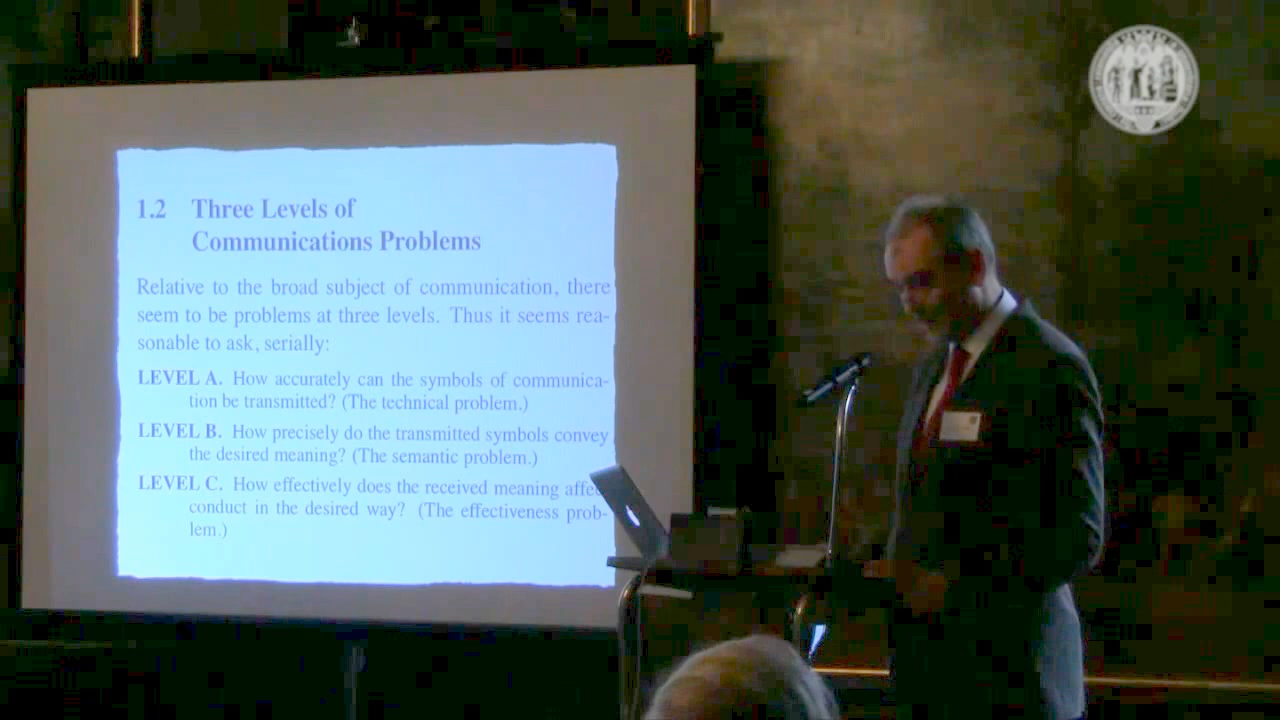 1.2 Three Levels of
Communications Problems
Relative to the broad subject of communication, there
seem to be problems at three levels. Thus it seems rea-
sonable to ask, serially:
LEVEL A. How accurately can the symbols of communica-
tion be transmitted? (The technical problem.)
LEVEL B. How precisely do the transmitted symbols convey
the desired meaning? (The semantic problem.)
LEVEL C. How effectively does the received meaning affec
conduct in the desired way? (The effectiveness prob-
lem.)